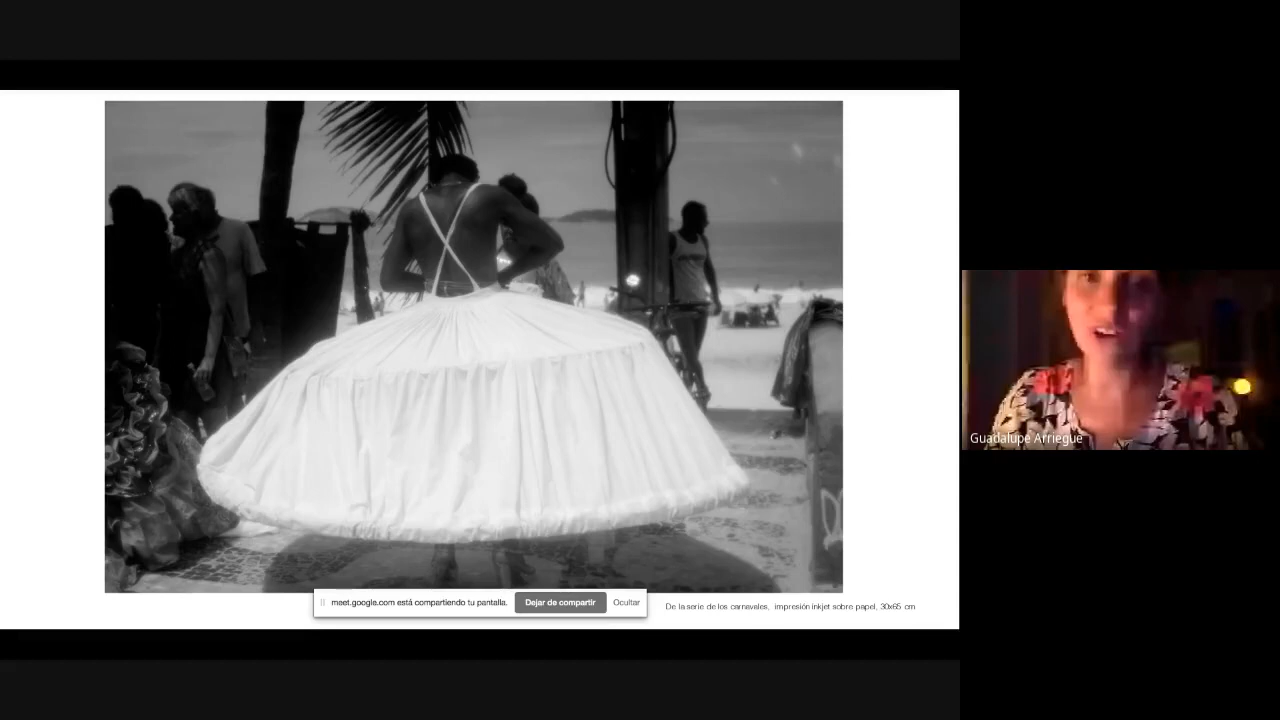 meet.google.com está compartiendo tu pantalla. Dejar de compartir Ocultar
De la serie de los carnavales, impresión inkjet sobre papel, 30x65 cm
Guadalupe Arriegue